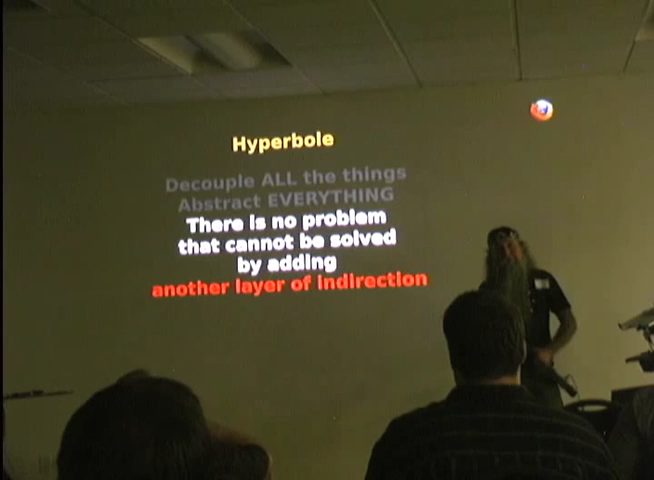 Hyperbole
Decouple ALL the things
Abstract EVERYTHING
There is no problem
that cannot be solved
by adding
another layer of indirection